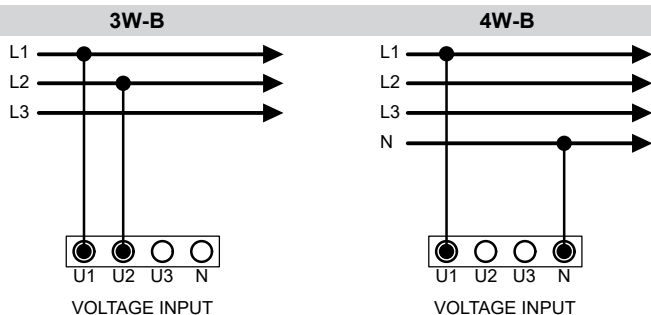 3W-B
L1
L2
L3
U1 U2 U3 N
VOLTAGE INPUT
4W-B
L1
L2
L3
N
U1 U2 U3 N
VOLTAGE INPUT